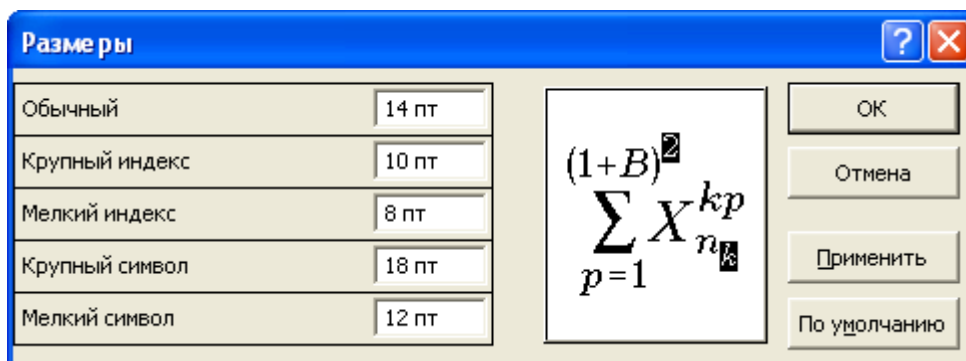 Размеры
Обычный 14 пт
Крупный индекс 10 пт
Мелкий индекс 8 пт
Крупный символ 18 пт
Мелкий символ 12 пт
(1+B)2
∑ X kp
n k
p=1
ОК
Отмена
Применить
По умолчанию